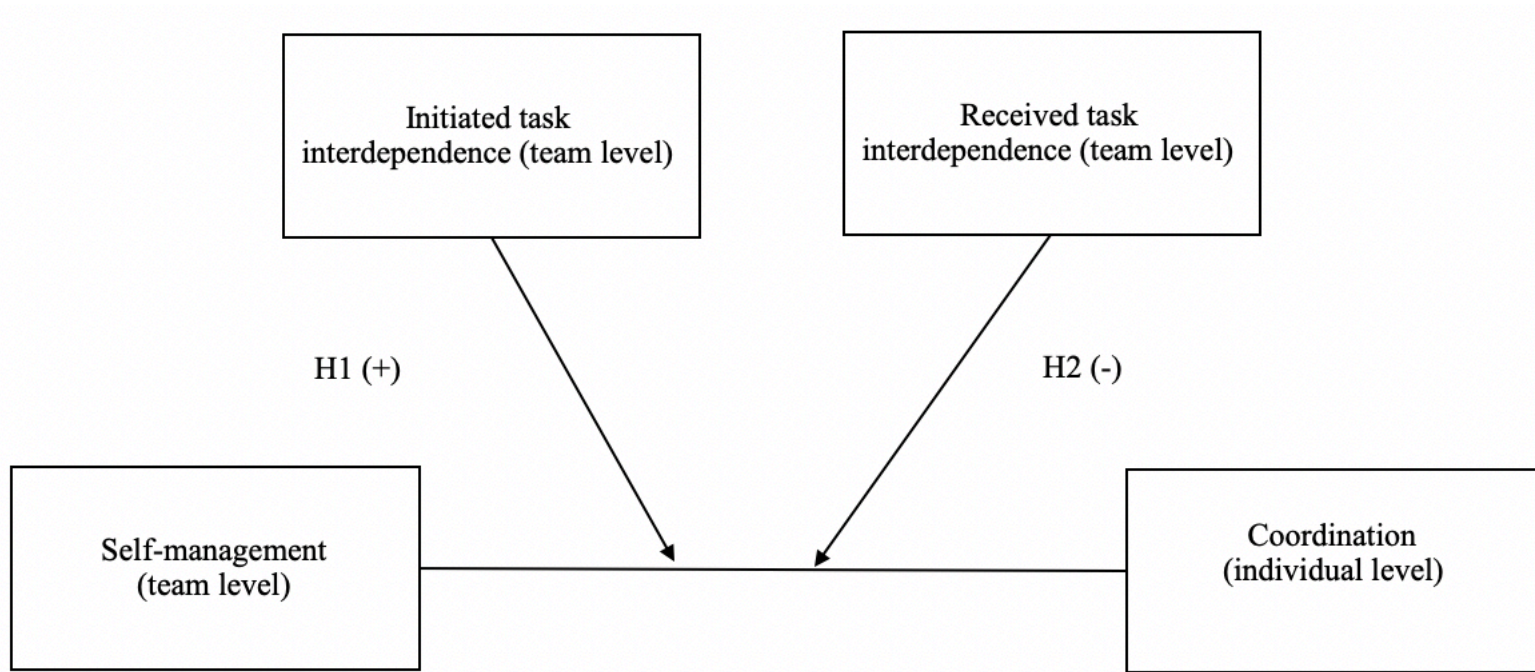 Initiated task
interdependence (team level)
Received task
interdependence (team level)
H1 (+)
H2 (-)
Self-management
(team level)
Coordination
(individual level)